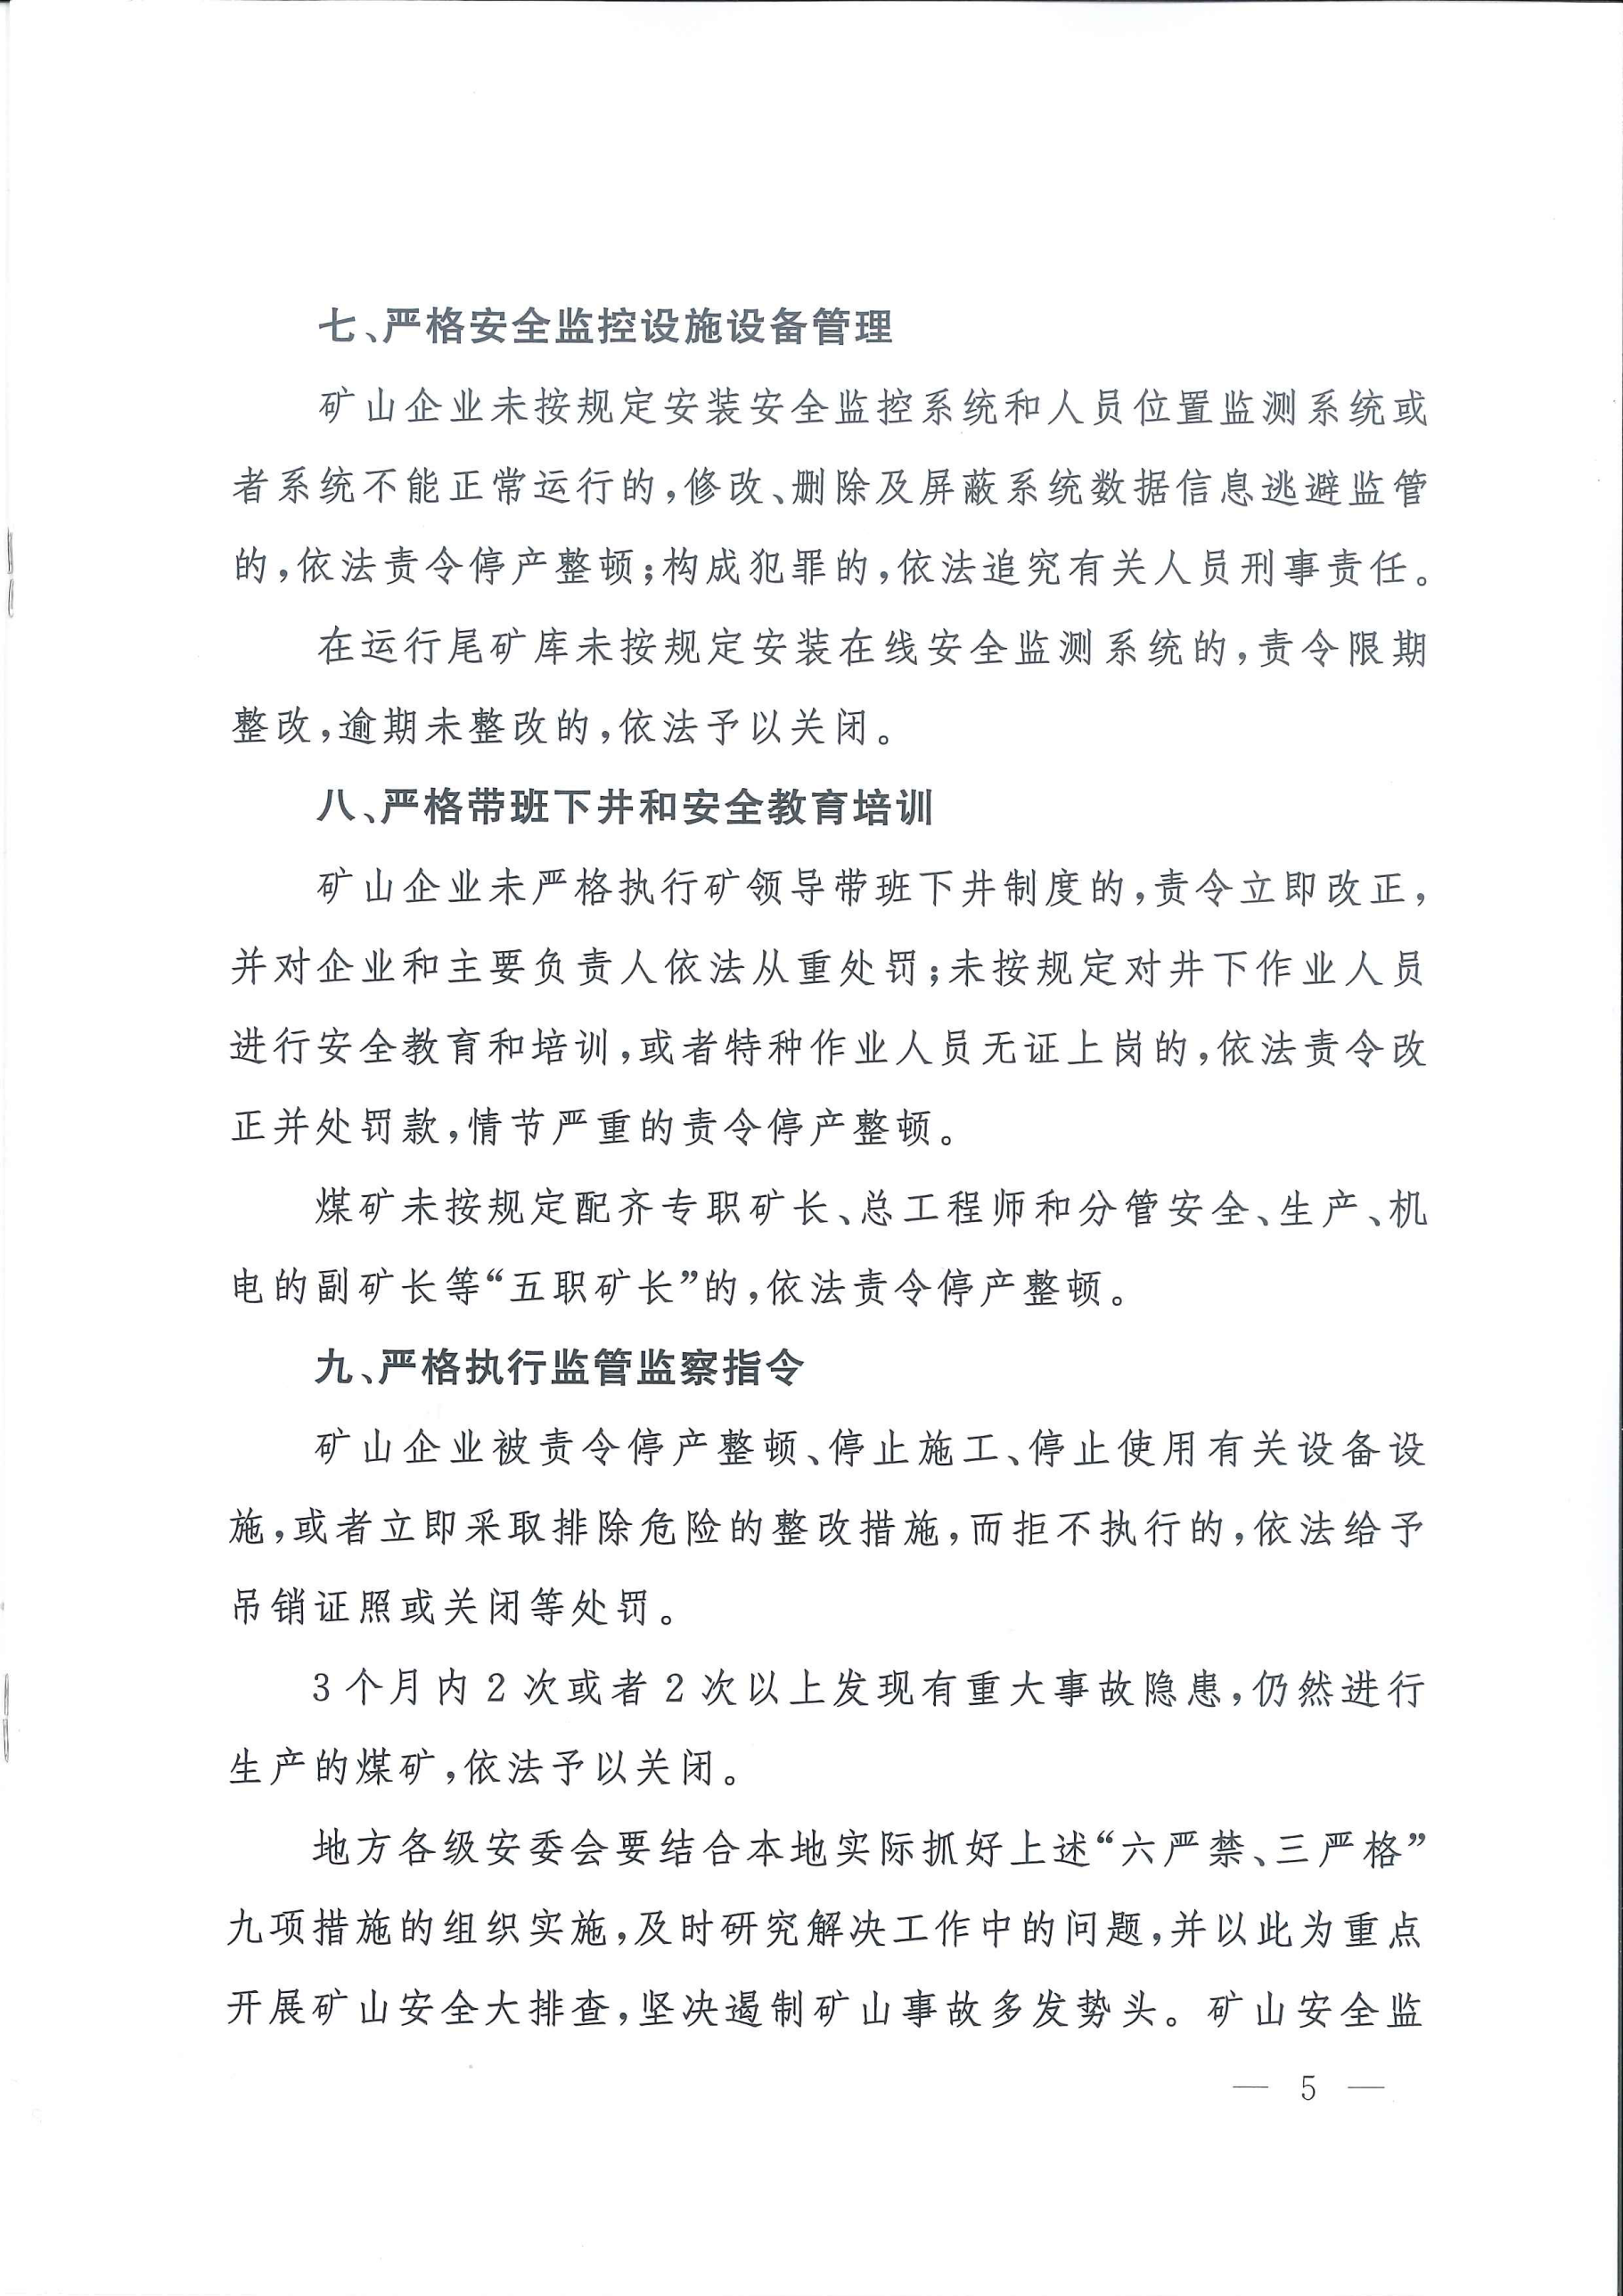 七、严格安全监控设施设备管理
矿山企业未按规定安装安全监控系统和人员位置监测系统或
者系统不能正常运行的,修改、删除及屏蔽系统数据信息逃避监管
的,依法责令停产整顿;构成犯罪的,依法追究有关人员刑事责任。
在运行尾矿库未按规定安装在线安全监测系统的,责令限期
整改,逾期未整改的,依法予以关闭。
八、严格带班下井和安全教育培训
矿山企业未严格执行矿领导带班下井制度的,责令立即改正,
并对企业和主要负责人依法从重处罚;未按规定对井下作业人员
进行安全教育和培训,或者特种作业人员无证上岗的,依法责令改
正并处罚款,情节严重的责令停产整顿。
煤矿未按规定配齐专职矿长、总工程师和分管安全、生产、机
电的副矿长等“五职矿长”的,依法责令停产整顿。
九、严格执行监管监察指令
矿山企业被责令停产整顿、停止施工、停止使用有关设备设
施,或者立即采取排除危险的整改措施,而拒不执行的,依法给予
吊销证照或关闭等处罚。
3个月内2次或者2次以上发现有重大事故隐患,仍然进行
生产的煤矿,依法予以关闭。
地方各级安委会要结合本地实际抓好上述“六严禁、三严格”
九项措施的组织实施,及时研究解决工作中的问题,并以此为重点
开展矿山安全大排查,坚决遏制矿山事故多发势头。矿山安全监
— 5 —